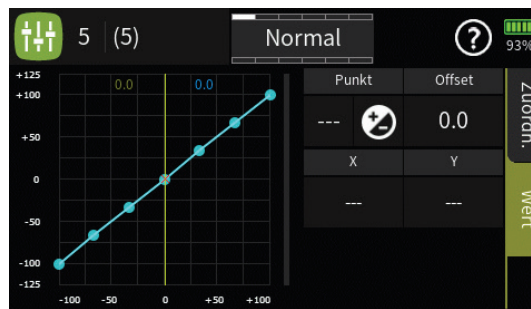 5 (5) Normal ? 93%
+125
+100
+50
0
-50
-100
-125
0.0 0.0
-100 -50 0 +50 +100
Punkt Offset
--- 0.0
X Y
--- ---
Zuordn.
Wert